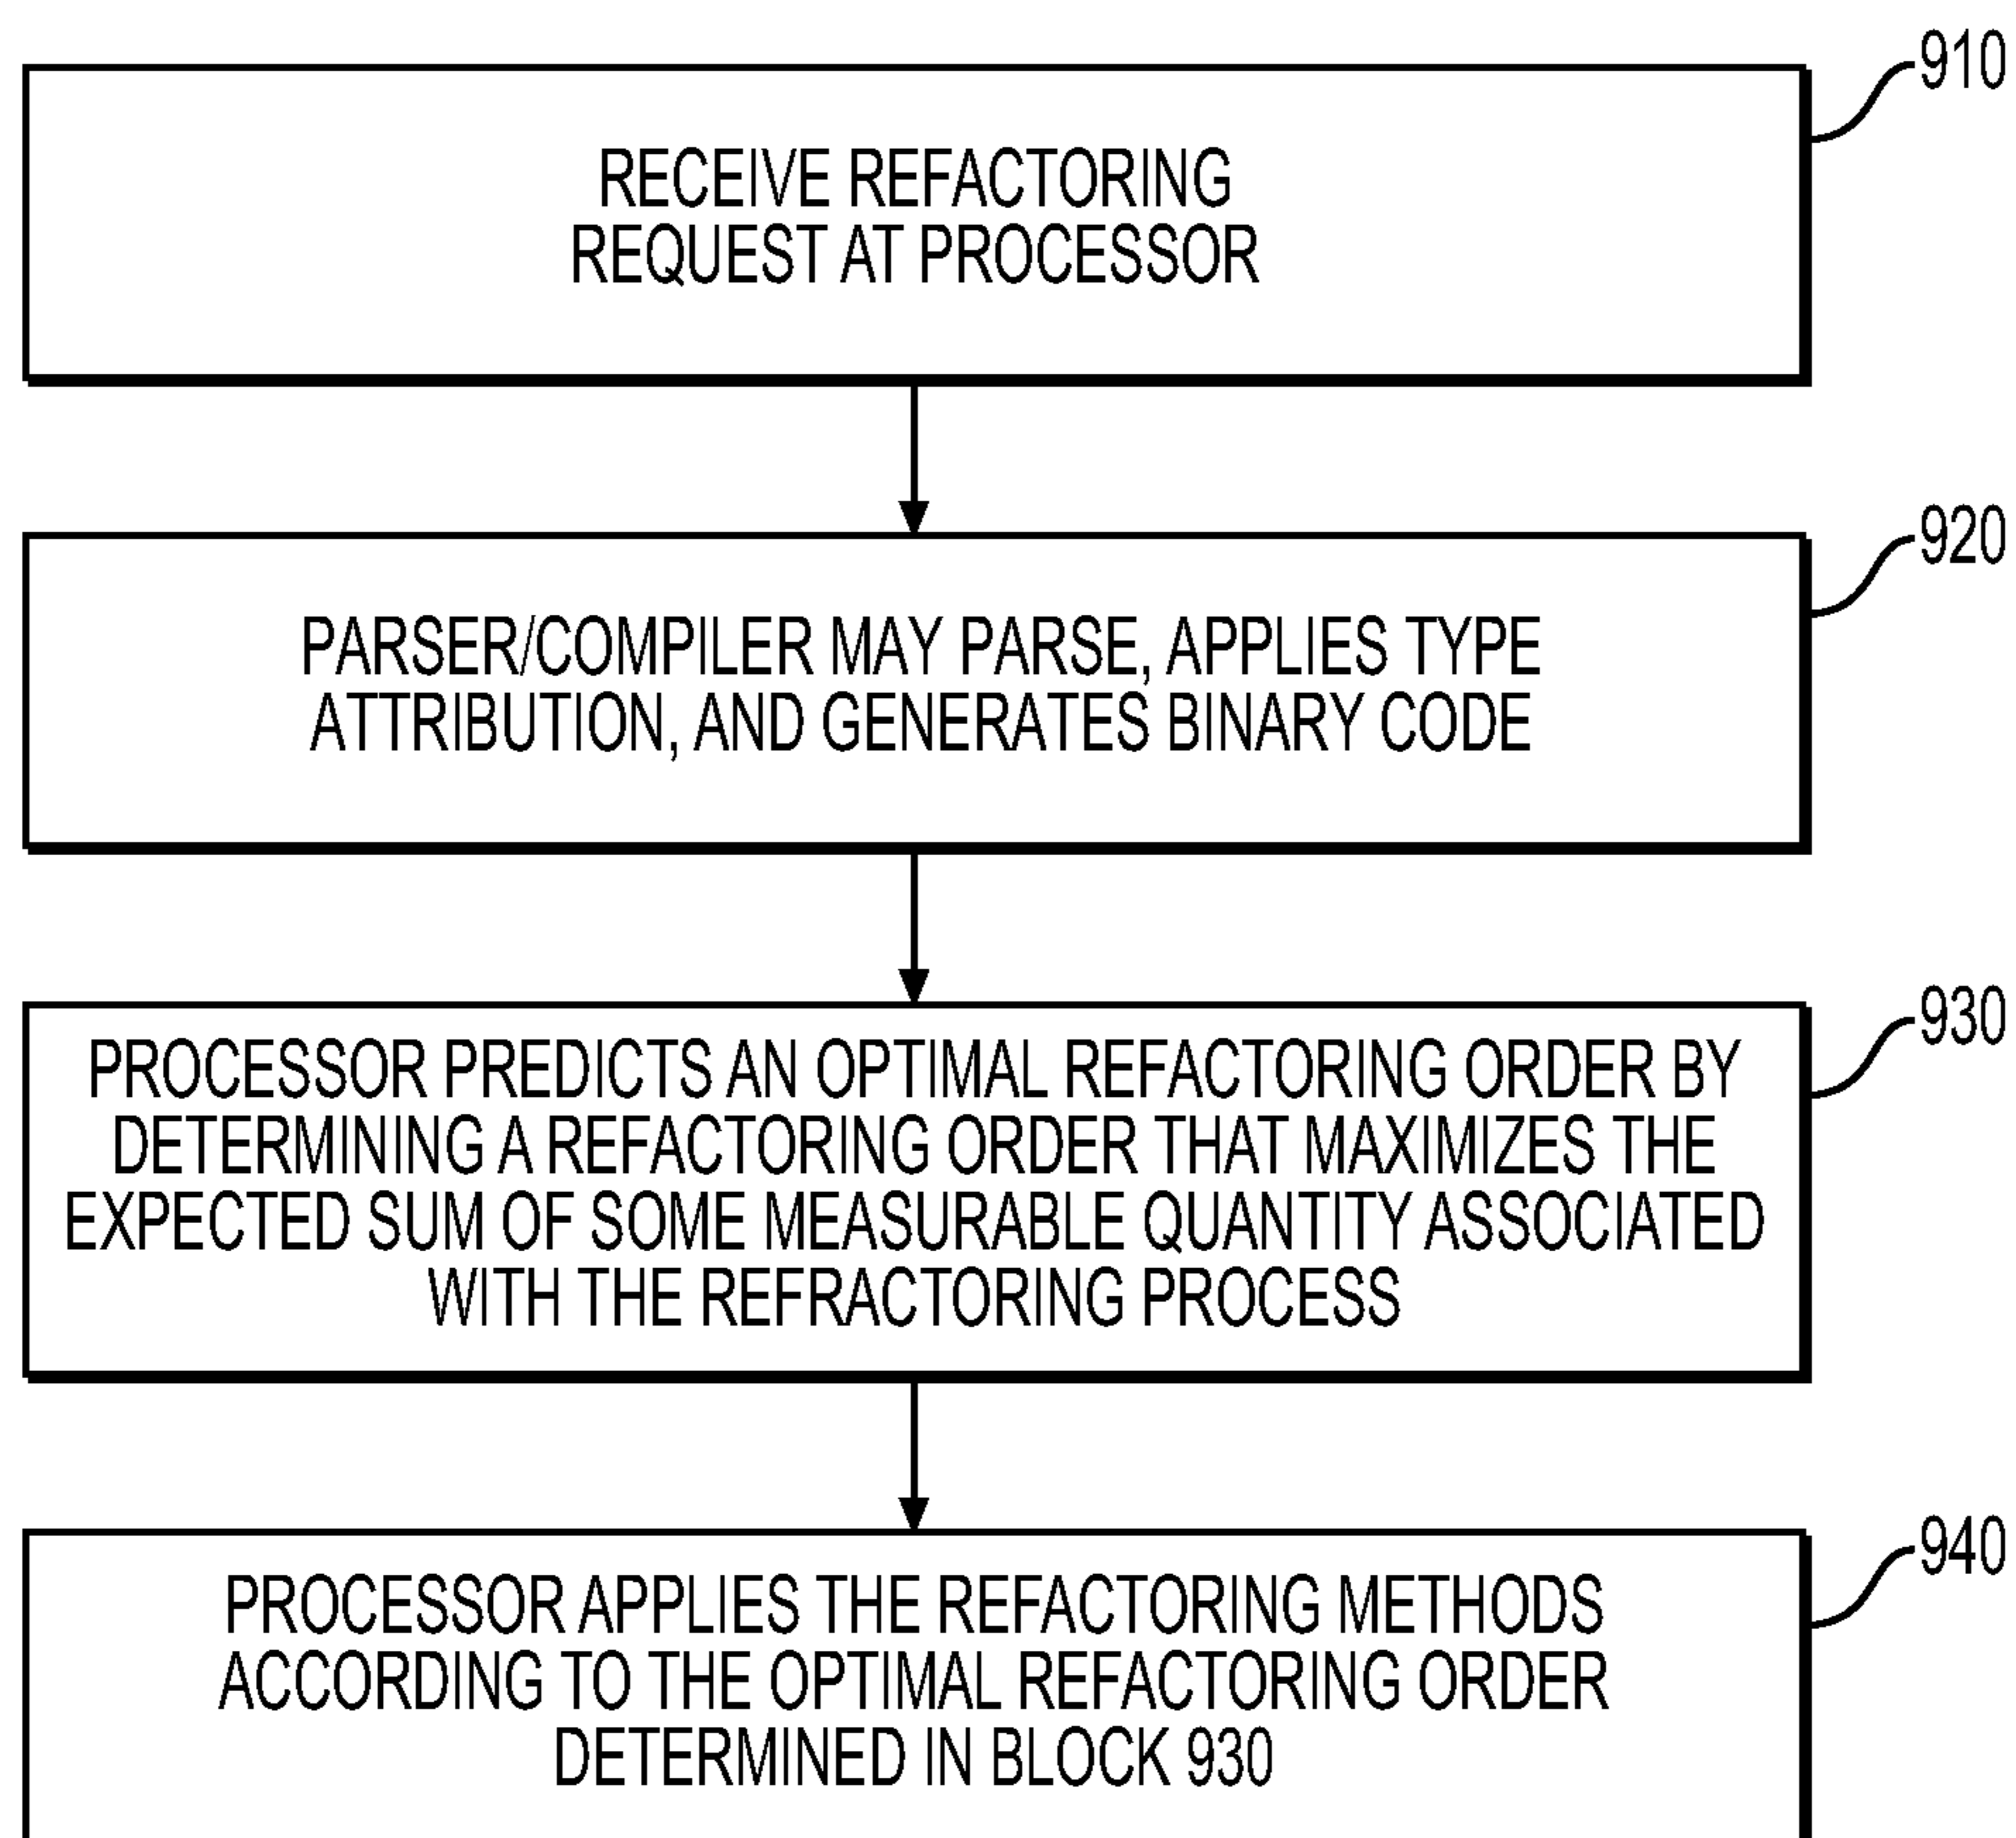 910
RECEIVE REFACTORING
REQUEST AT PROCESSOR
920
PARSER/COMPILER MAY PARSE, APPLIES TYPE
ATTRIBUTION, AND GENERATES BINARY CODE
930
PROCESSOR PREDICTS AN OPTIMAL REFACTORING ORDER BY
DETERMINING A REFACTORING ORDER THAT MAXIMIZES THE
EXPECTED SUM OF SOME MEASURABLE QUANTITY ASSOCIATED
WITH THE REFRACTORING PROCESS
940
PROCESSOR APPLIES THE REFACTORING METHODS
ACCORDING TO THE OPTIMAL REFACTORING ORDER
DETERMINED IN BLOCK 930